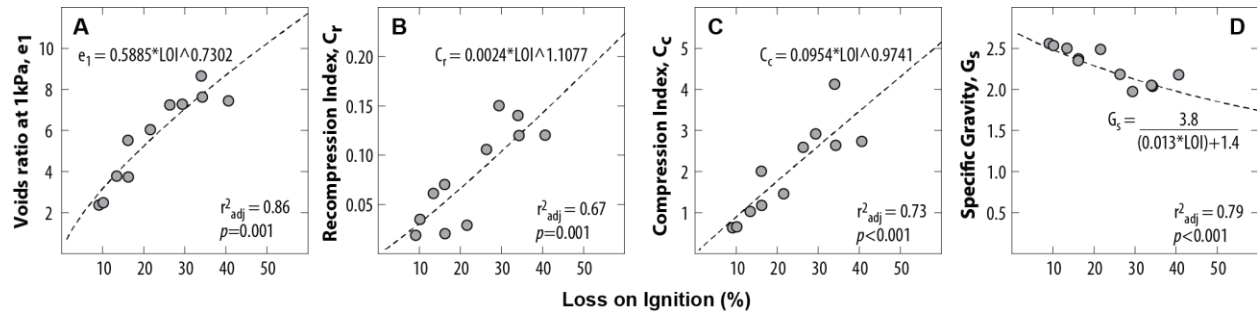 A
e₁ = 0.5885*LOI^0.7302
Voids ratio at 1kPa, e1
10
8
6
4
2
r²adj = 0.86
p=0.001
10 20 30 40 50
B
Cᵣ = 0.0024*LOI^1.1077
Recompression Index, Cᵣ
0.20
0.15
0.10
0.05
r²adj = 0.67
p=0.001
10 20 30 40 50
C
C꜀ = 0.0954*LOI^0.9741
Compression Index, C꜀
5
4
3
2
1
r²adj = 0.73
p<0.001
10 20 30 40 50
D
Specific Gravity, Gₛ
2.5
2.0
1.5
1.0
0.5
Gₛ = 3.8
(0.013*LOI)+1.4
r²adj = 0.79
p<0.001
10 20 30 40 50
Loss on Ignition (%)